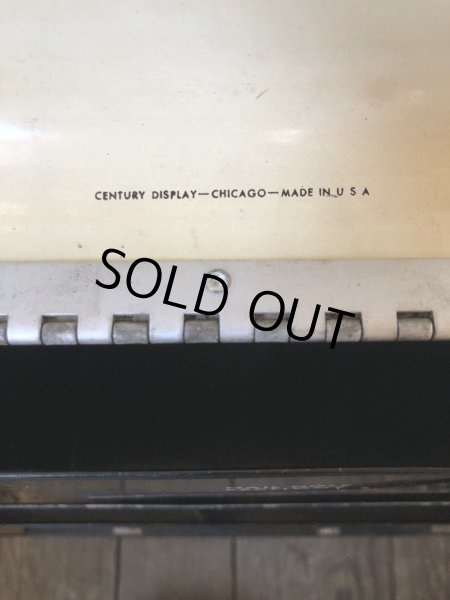 CENTURY DISPLAY—CHICAGO—MADE IN U S A
SOLD OUT